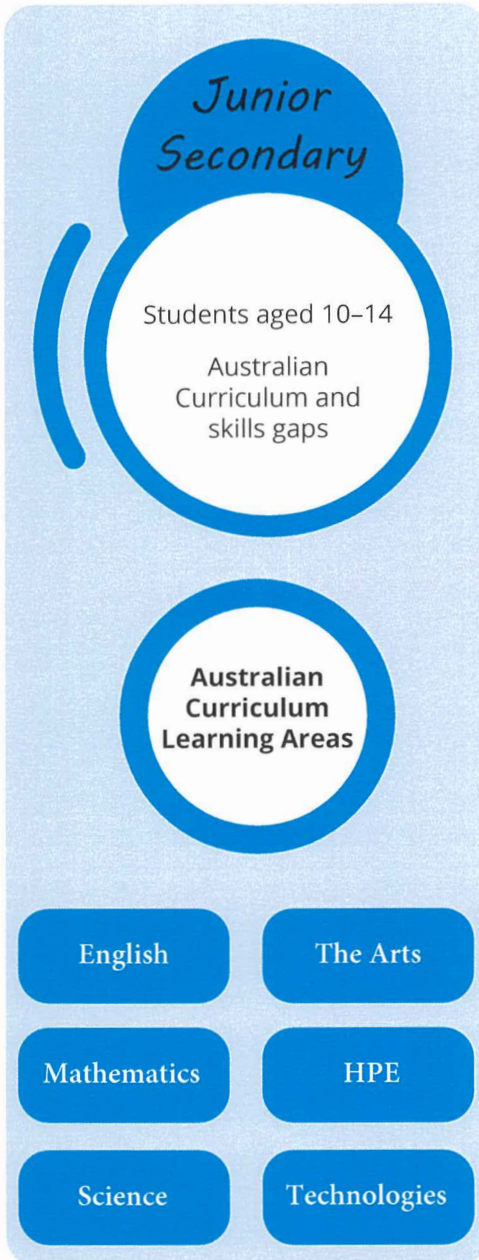 Junior
Secondary
Students aged 10–14
Australian
Curriculum and
skills gaps
Australian
Curriculum
Learning Areas
English
The Arts
Mathematics
HPE
Science
Technologies